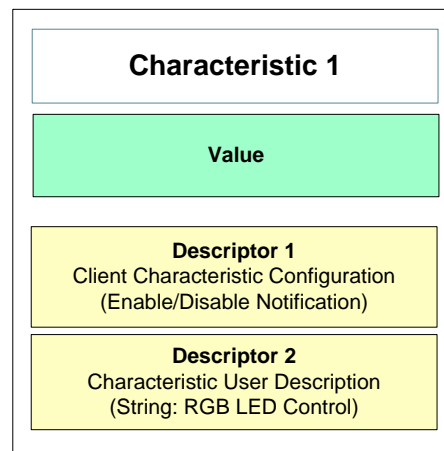 Characteristic 1
Value
Descriptor 1
Client Characteristic Configuration
(Enable/Disable Notification)
Descriptor 2
Characteristic User Description
(String: RGB LED Control)